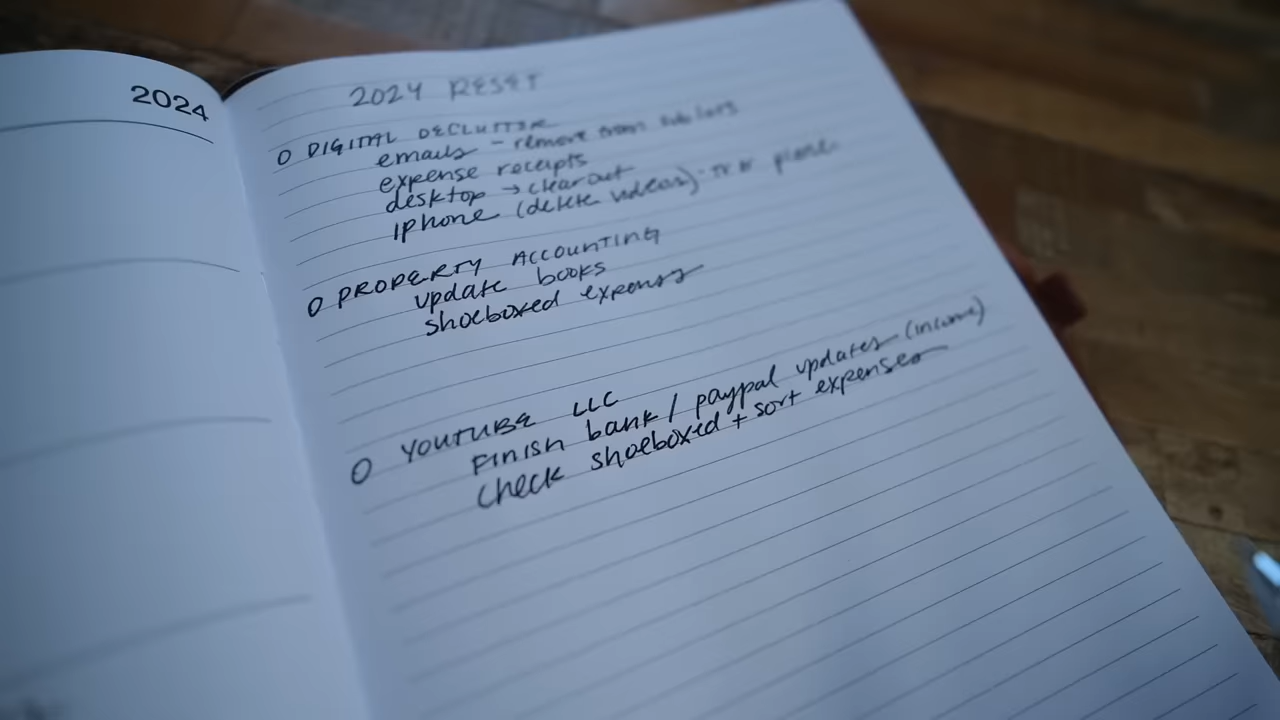 2024
2024 RESET
O DIGITAL DECLUTTER
emails - remove from
expense receipts
desktop → clear out
iphone (delete videos) -
O PROPERTY ACCOUNTING
update books
shoeboxed expenses
O YOUTUBE LLC
Finish bank / paypal updates (income)
check shoeboxed + sort expenses